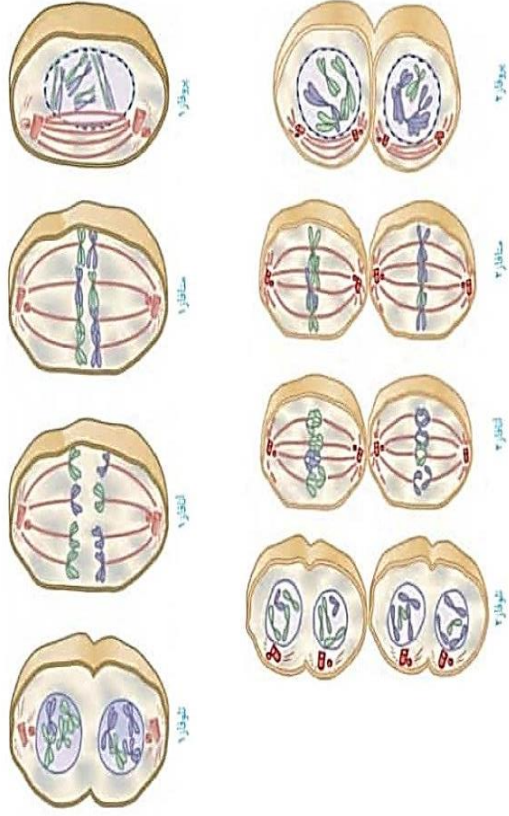 پروفاز ۱
متافاز ۱
آنافاز ۱
تلوفاز ۱
پروفاز ۲
متافاز ۲
آنافاز ۲
تلوفاز ۲